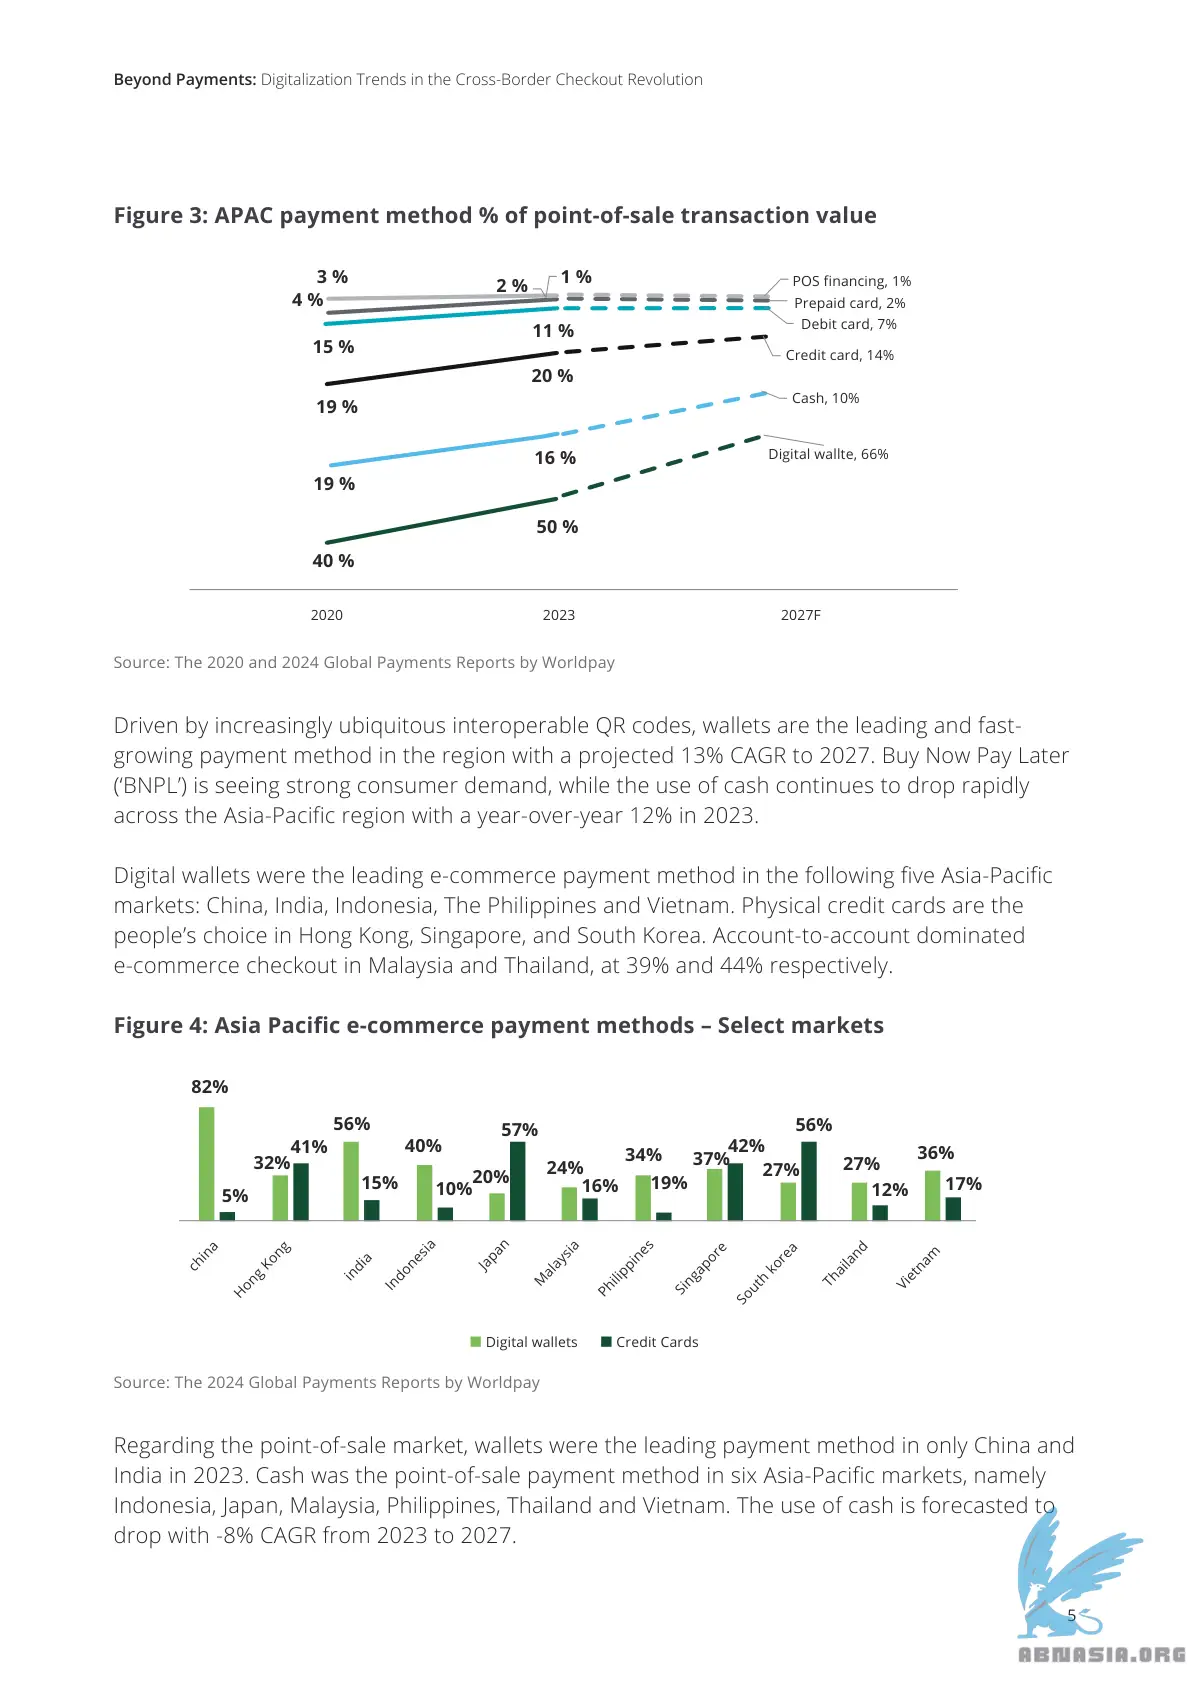 Beyond Payments: Digitalization Trends in the Cross-Border Checkout Revolution
Figure 3: APAC payment method % of point-of-sale transaction value
3 %
4 %
15 %
19 %
19 %
40 %
2 %
1 %
11 %
20 %
16 %
50 %
POS financing, 1%
Prepaid card, 2%
Debit card, 7%
Credit card, 14%
Cash, 10%
Digital wallte, 66%
2020
2023
2027F
Source: The 2020 and 2024 Global Payments Reports by Worldpay
Driven by increasingly ubiquitous interoperable QR codes, wallets are the leading and fast-
growing payment method in the region with a projected 13% CAGR to 2027. Buy Now Pay Later
(‘BNPL’) is seeing strong consumer demand, while the use of cash continues to drop rapidly
across the Asia-Pacific region with a year-over-year 12% in 2023.
Digital wallets were the leading e-commerce payment method in the following five Asia-Pacific
markets: China, India, Indonesia, The Philippines and Vietnam. Physical credit cards are the
people’s choice in Hong Kong, Singapore, and South Korea. Account-to-account dominated
e-commerce checkout in Malaysia and Thailand, at 39% and 44% respectively.
Figure 4: Asia Pacific e-commerce payment methods – Select markets
82%
5%
32%
41%
56%
15%
40%
10%
20%
57%
24%
16%
34%
19%
37%
42%
27%
56%
27%
12%
36%
17%
china
Hong Kong
india
Indonesia
Japan
Malaysia
Philippines
Singapore
South korea
Thailand
Vietnam
Digital wallets
Credit Cards
Source: The 2024 Global Payments Reports by Worldpay
Regarding the point-of-sale market, wallets were the leading payment method in only China and
India in 2023. Cash was the point-of-sale payment method in six Asia-Pacific markets, namely
Indonesia, Japan, Malaysia, Philippines, Thailand and Vietnam. The use of cash is forecasted to
drop with -8% CAGR from 2023 to 2027.
5
ABNASIA.ORG